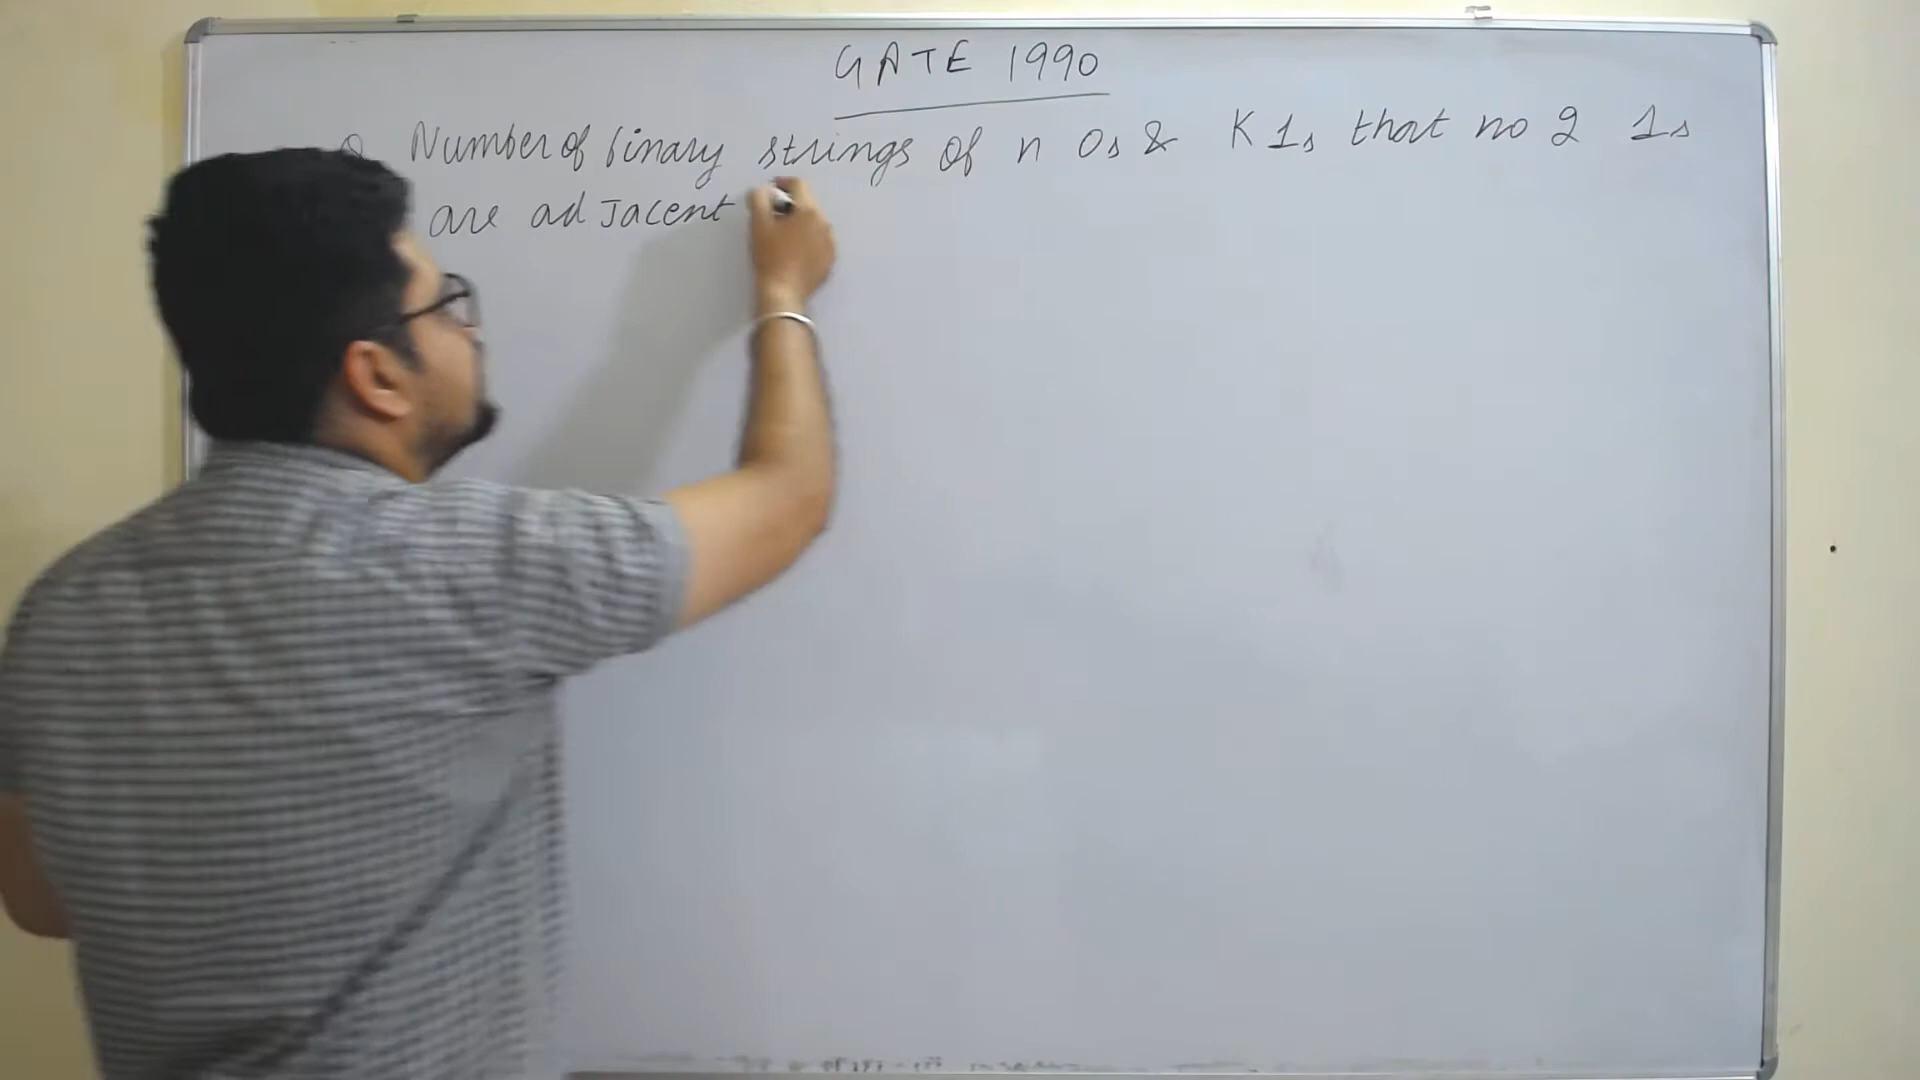 GATE 1990
Q Number of binary strings of n 0s & K 1s that no 2 1s
are adjacent